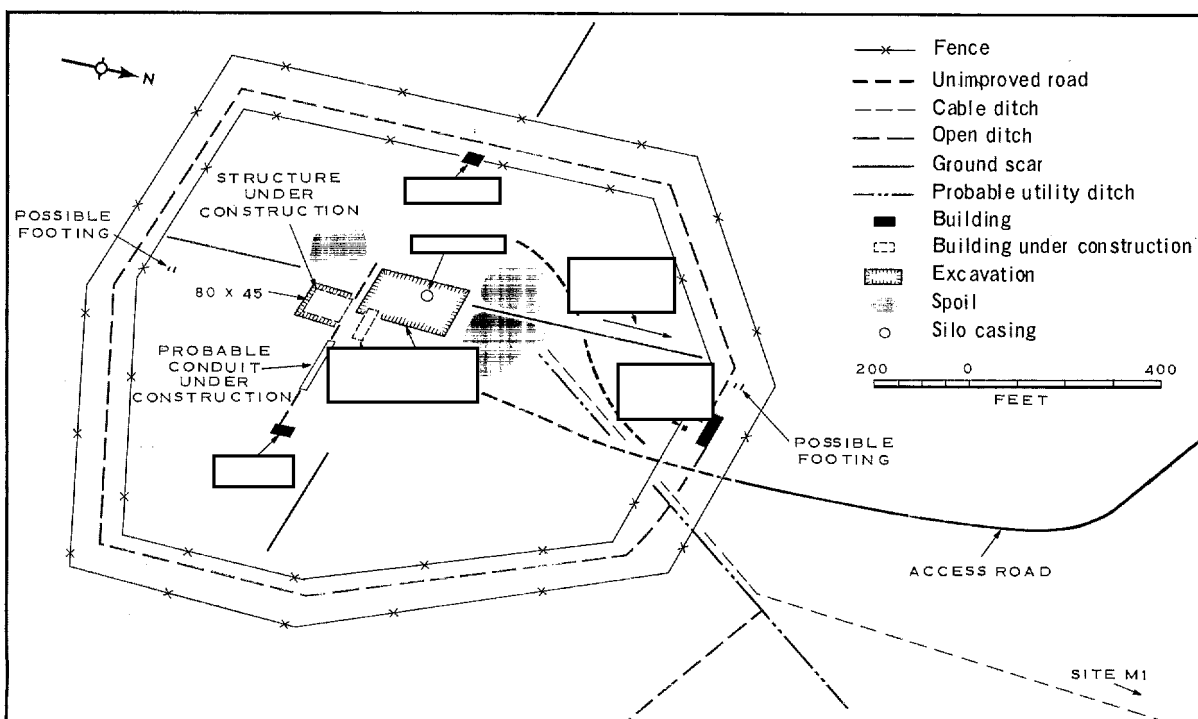 N
STRUCTURE
UNDER
CONSTRUCTION
POSSIBLE
FOOTING
80 X 45
PROBABLE
CONDUIT
UNDER
CONSTRUCTION
Fence
Unimproved road
Cable ditch
Open ditch
Ground scar
Probable utility ditch
Building
Building under construction
Excavation
Spoil
Silo casing
200 0 400
FEET
POSSIBLE
FOOTING
ACCESS ROAD
SITE M1